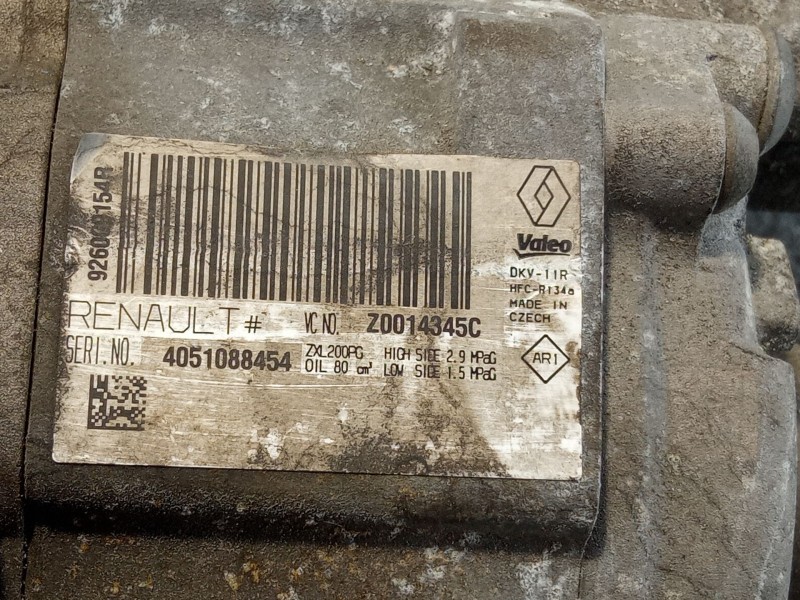 Valeo
DKV-11R
HFC-R134a
MADE IN
CZECH
RENAULT# VC NO. Z0014345C
SERI.NO. 4051088454 ZXL200PG HIGH SIDE 2.9 MPaG
OIL 80 cm³ LOW SIDE 1.5 MPaG
AR1